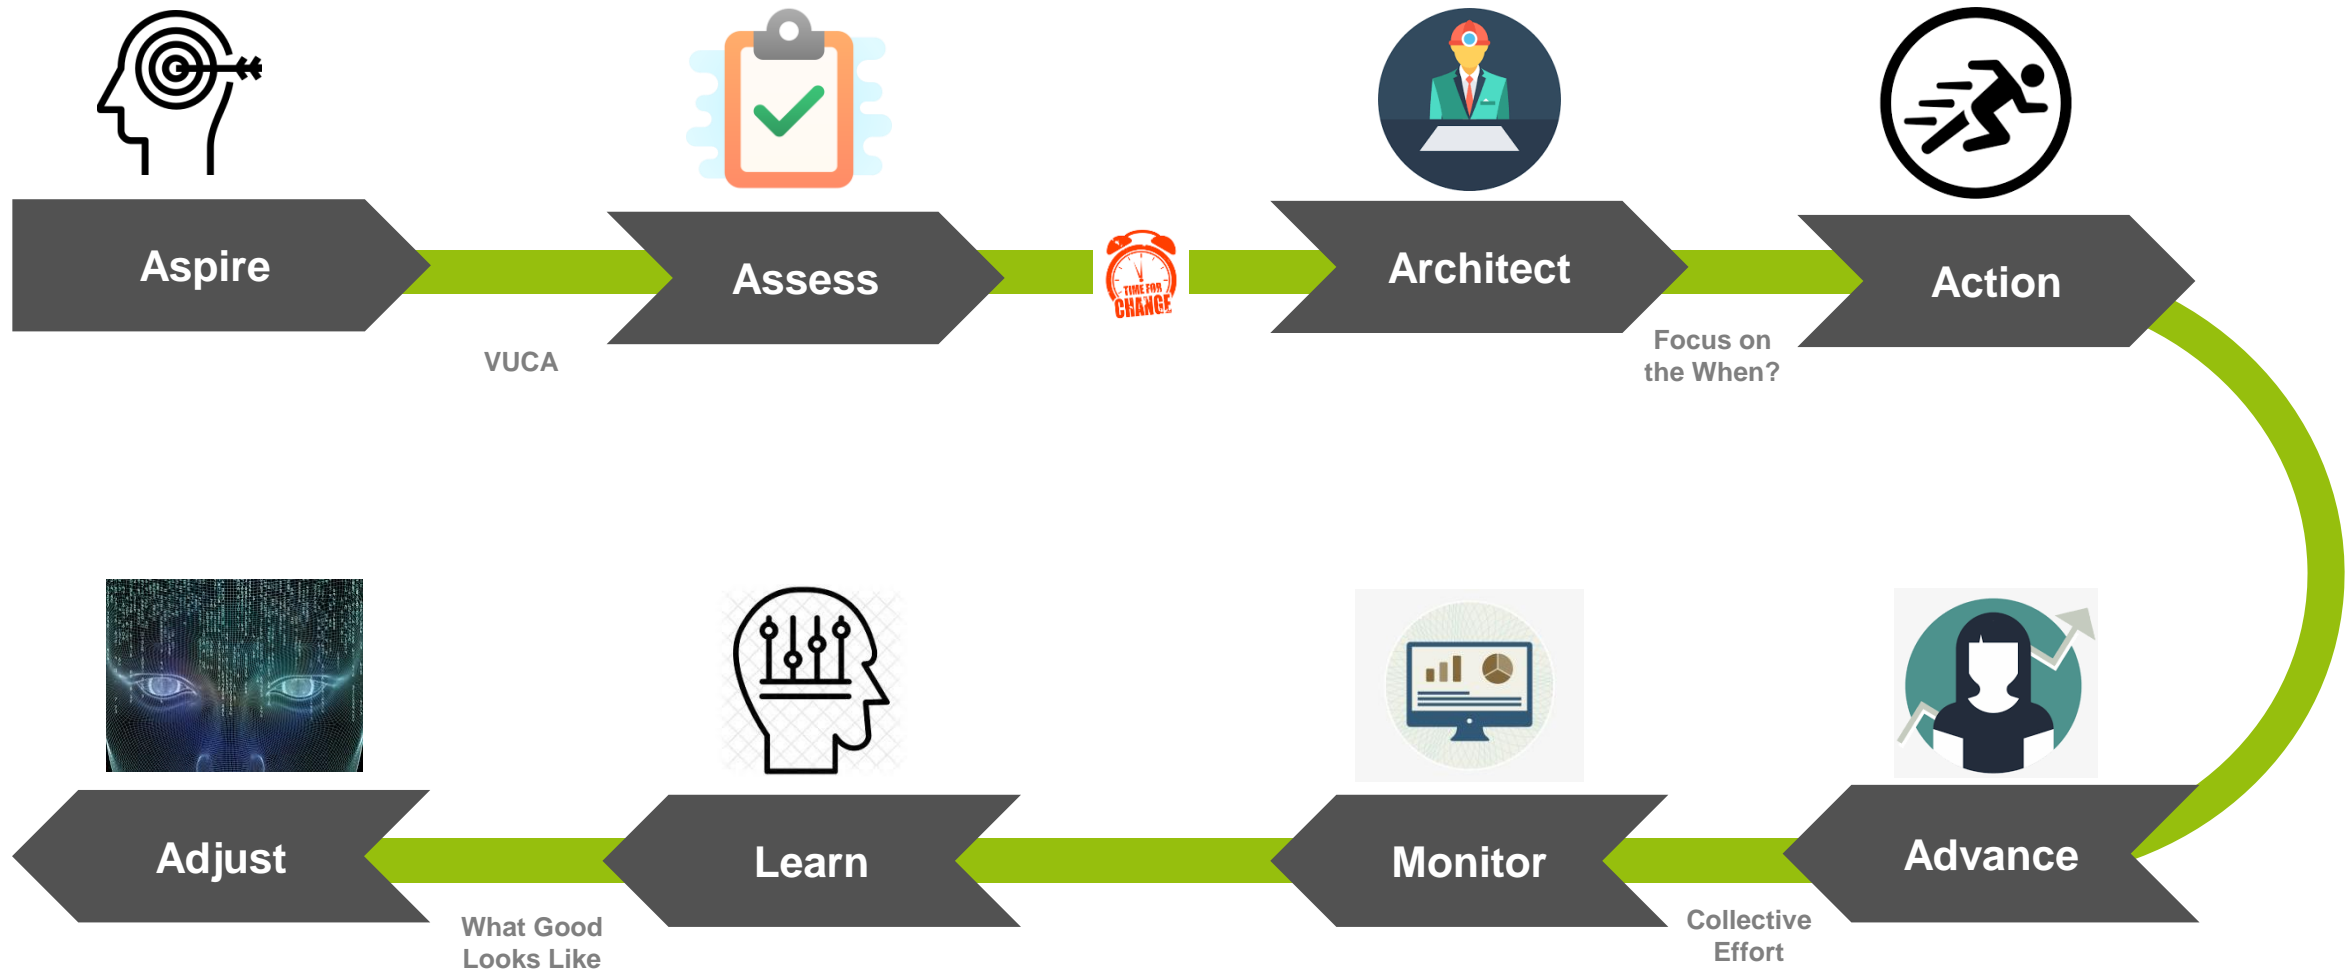 Aspire
Assess
TIME FOR
CHANGE
Architect
Action
VUCA
Focus on
the When?
Adjust
Learn
Monitor
Advance
What Good
Looks Like
Collective
Effort